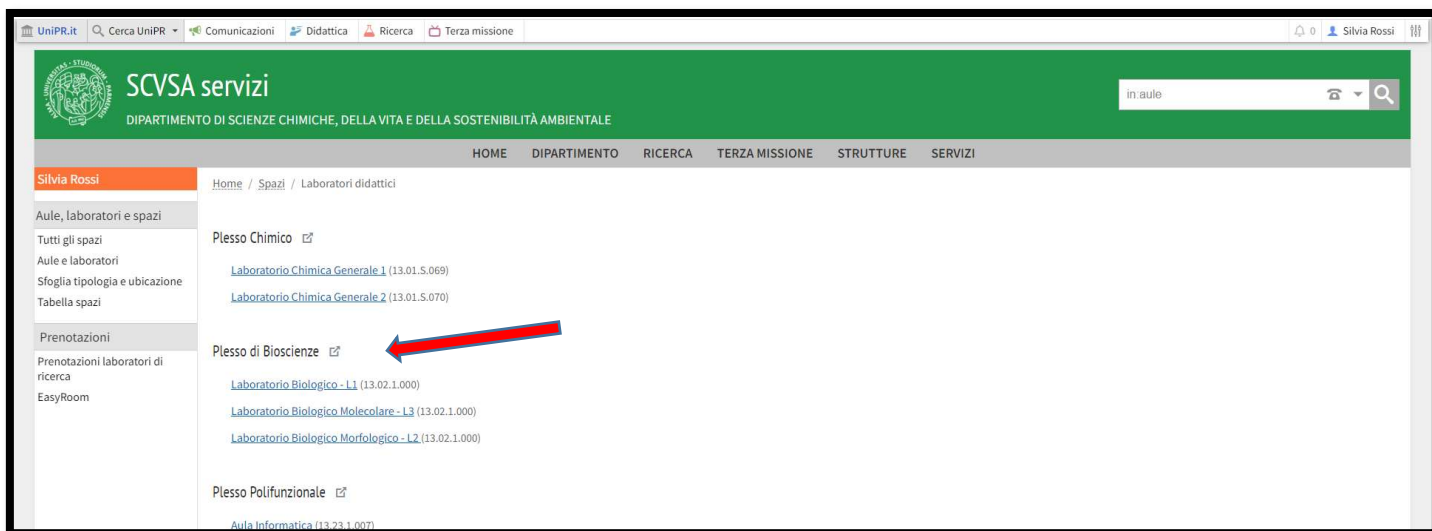 UniPR.it Cerca UniPR Comunicazioni Didattica Ricerca Terza missione 0 Silvia Rossi
SCVSA servizi
DIPARTIMENTO DI SCIENZE CHIMICHE, DELLA VITA E DELLA SOSTENIBILITÀ AMBIENTALE
in:aule
HOME DIPARTIMENTO RICERCA TERZA MISSIONE STRUTTURE SERVIZI
Silvia Rossi
Aule, laboratori e spazi
Tutti gli spazi
Aule e laboratori
Sfoglia tipologia e ubicazione
Tabella spazi
Prenotazioni
Prenotazioni laboratori di
ricerca
EasyRoom
Home / Spazi / Laboratori didattici
Plesso Chimico
Laboratorio Chimica Generale 1 (13.01.S.069)
Laboratorio Chimica Generale 2 (13.01.S.070)
Plesso di Bioscienze
Laboratorio Biologico - L1 (13.02.1.000)
Laboratorio Biologico Molecolare - L3 (13.02.1.000)
Laboratorio Biologico Morfologico - L2 (13.02.1.000)
Plesso Polifunzionale
Aula Informatica (13.23.1.007)